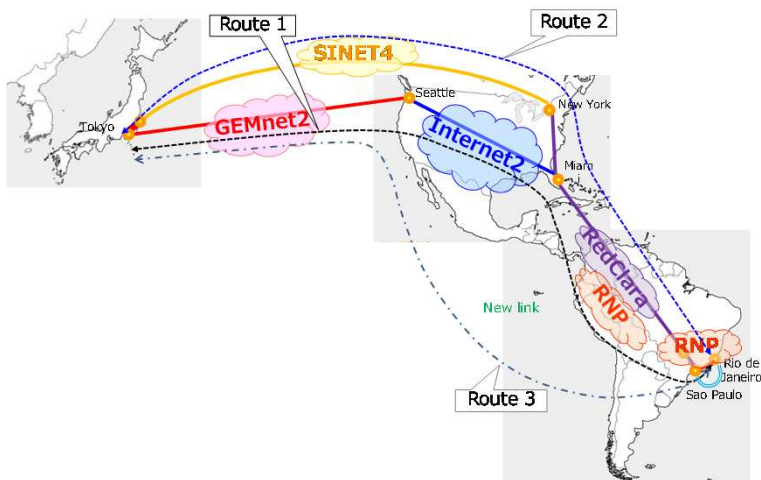 Route 1
Route 2
SINET4
Seattle
Tokyo
GEMnet2
New York
Internet2
Miam
i
RedClara
RNP
New link
RNP
Rio de
Janeiro
Sao Paulo
Route 3